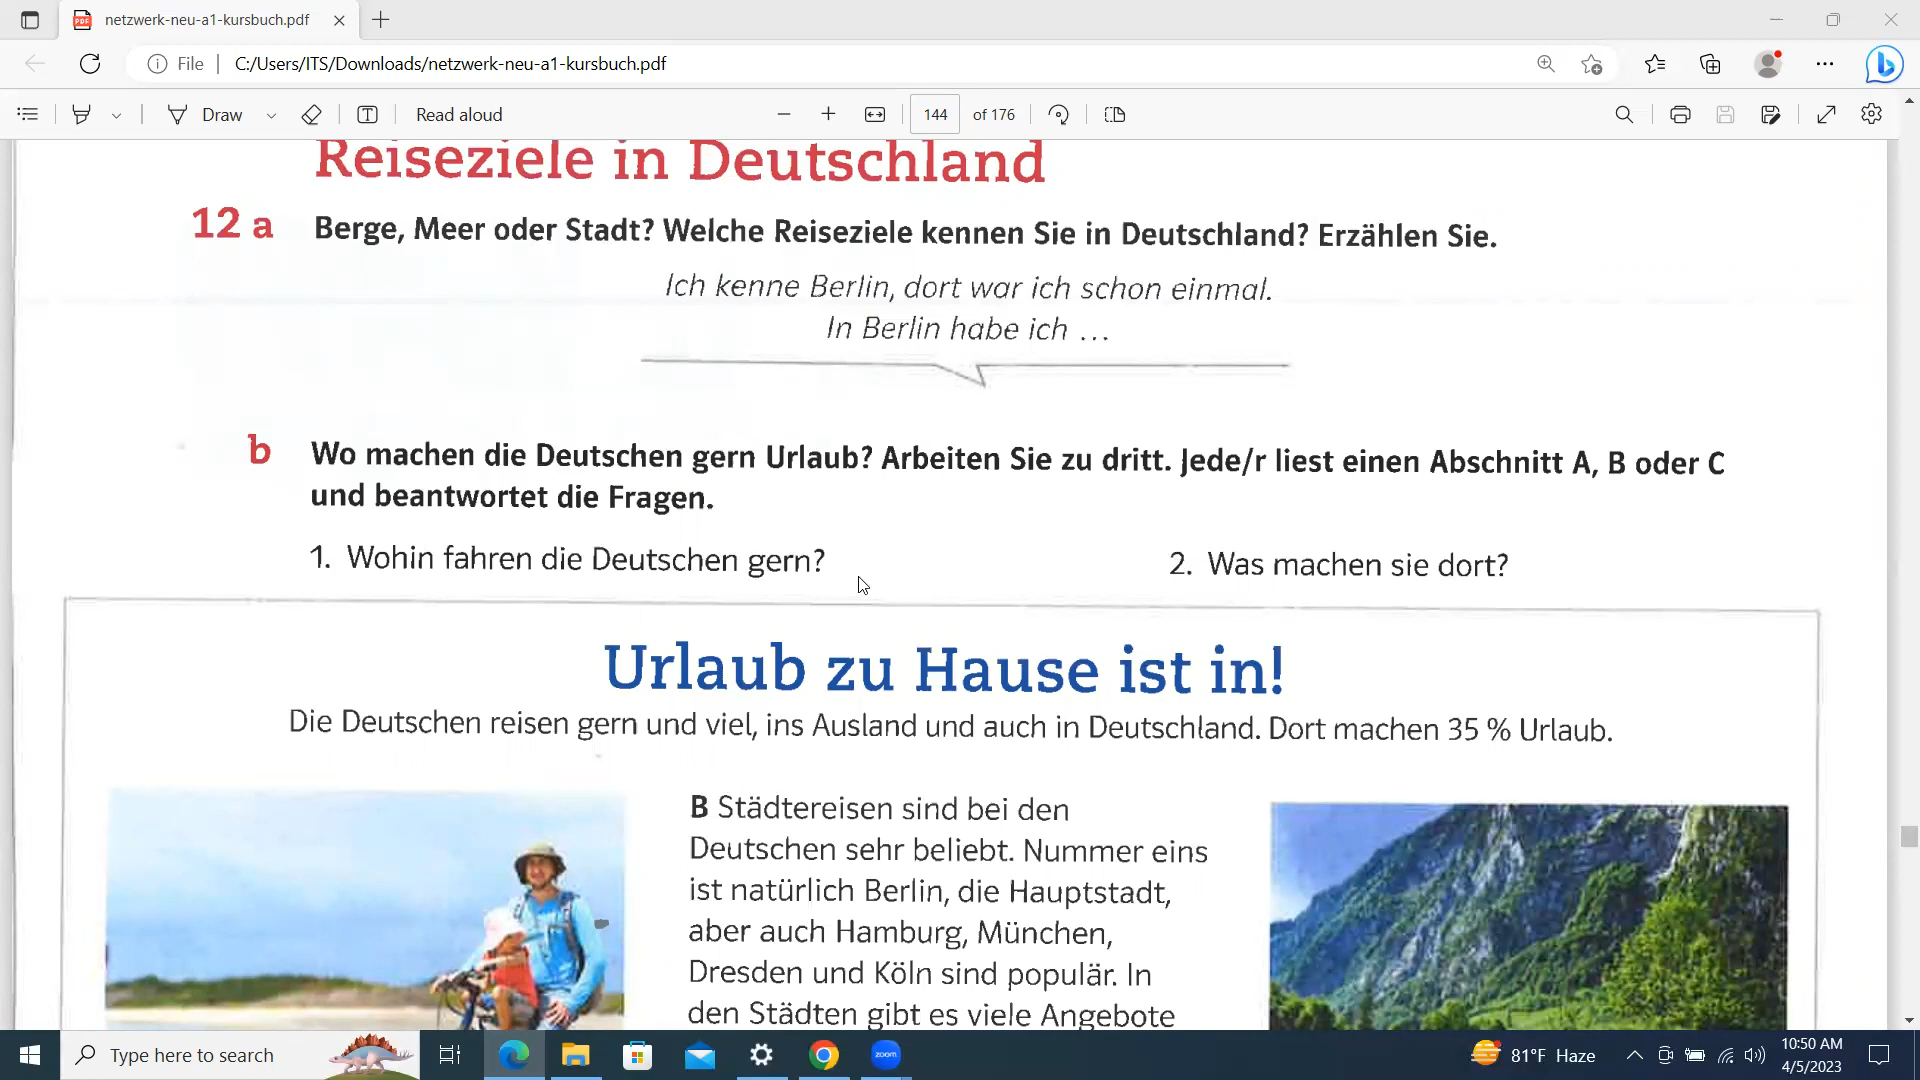 netzwerk-neu-a1-kursbuch.pdf
File
C:/Users/ITS/Downloads/netzwerk-neu-a1-kursbuch.pdf
Draw
Read aloud
144 of 176
Reiseziele in Deutschland
12 a Berge, Meer oder Stadt? Welche Reiseziele kennen Sie in Deutschland? Erzählen Sie.
Ich kenne Berlin, dort war ich schon einmal.
In Berlin habe ich ...
b Wo machen die Deutschen gern Urlaub? Arbeiten Sie zu dritt. Jede/r liest einen Abschnitt A, B oder C
und beantwortet die Fragen.
1. Wohin fahren die Deutschen gern? 2. Was machen sie dort?
Urlaub zu Hause ist in!
Die Deutschen reisen gern und viel, ins Ausland und auch in Deutschland. Dort machen 35 % Urlaub.
B Städtereisen sind bei den
Deutschen sehr beliebt. Nummer eins
ist natürlich Berlin, die Hauptstadt,
aber auch Hamburg, München,
Dresden und Köln sind populär. In
den Städten gibt es viele Angebote
Type here to search
zoom
81°F Haze
10:50 AM
4/5/2023